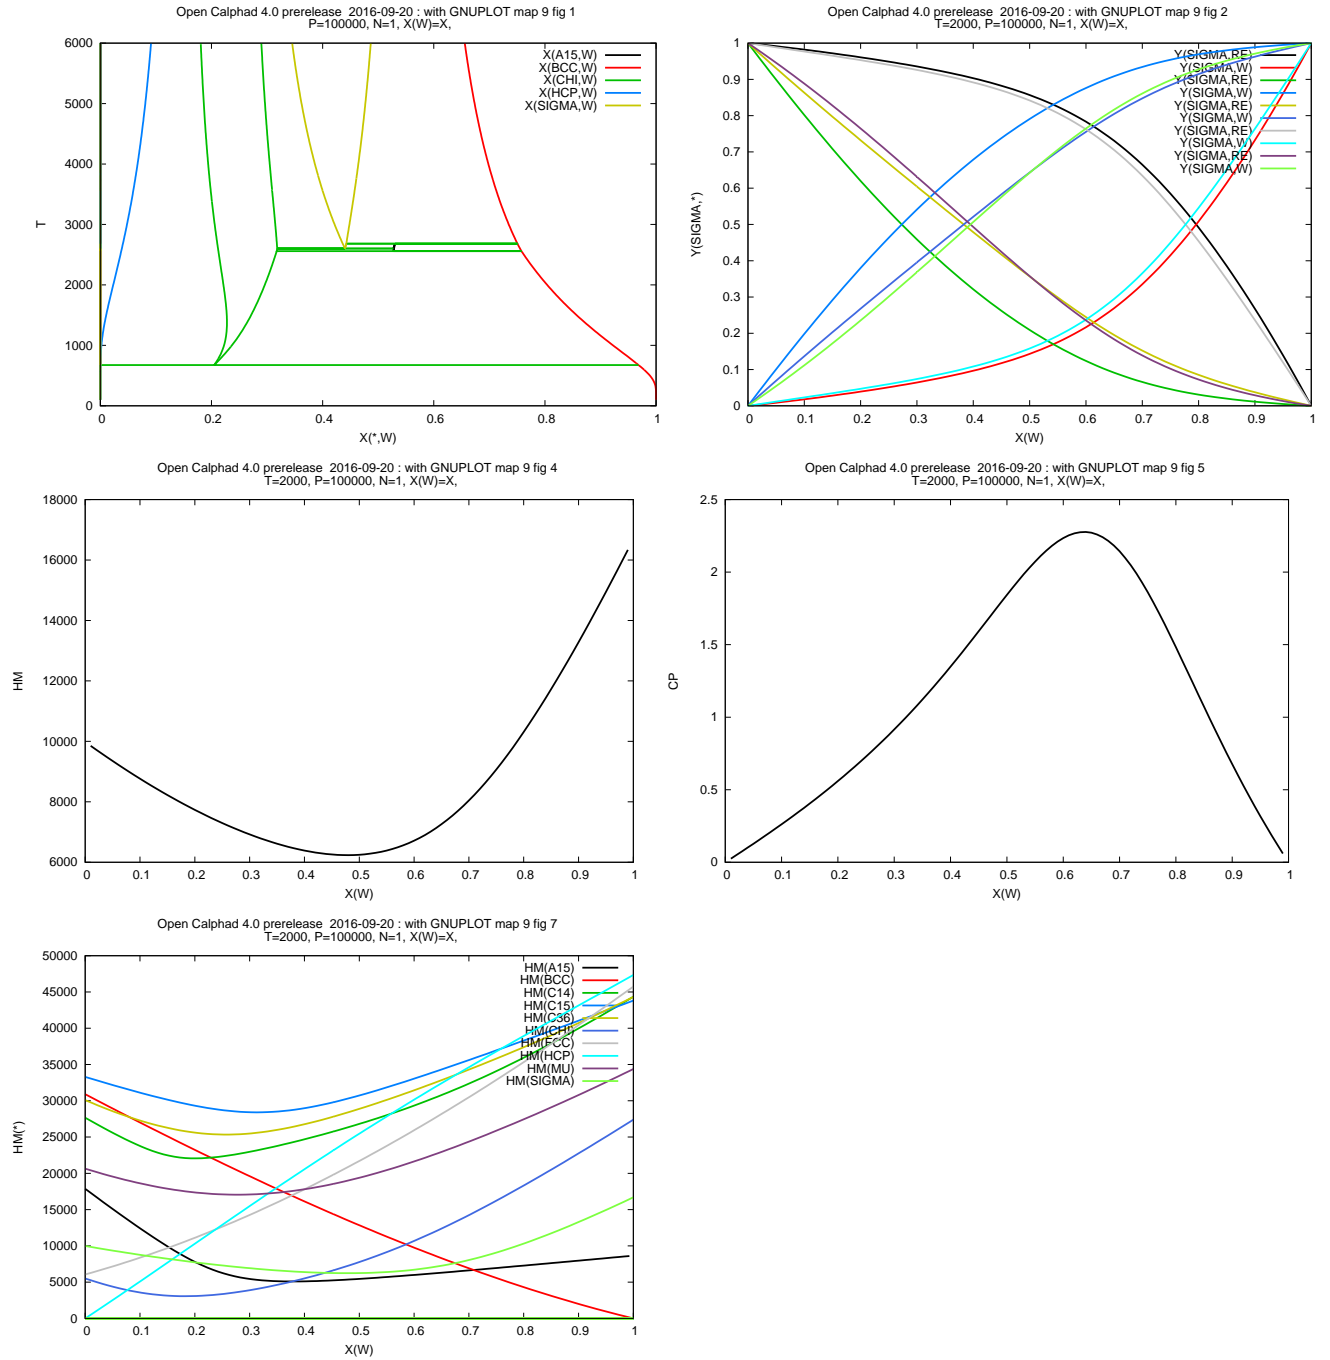 Open Calphad 4.0 prerelease 2016-09-20 : with GNUPLOT map 9 fig 1
P=100000, N=1, X(W)=X,
6000
5000
4000
3000
2000
1000
0
T
X(A15,W)
X(BCC,W)
X(CHI,W)
X(HCP,W)
X(SIGMA,W)
0 0.2 0.4 0.6 0.8 1
X(*,W)
Open Calphad 4.0 prerelease 2016-09-20 : with GNUPLOT map 9 fig 2
T=2000, P=100000, N=1, X(W)=X,
1
0.9
0.8
0.7
0.6
0.5
0.4
0.3
0.2
0.1
0
Y(SIGMA,*)
Y(SIGMA,RE)
Y(SIGMA,W)
Y(SIGMA,RE)
Y(SIGMA,W)
Y(SIGMA,RE)
Y(SIGMA,W)
Y(SIGMA,RE)
Y(SIGMA,W)
Y(SIGMA,RE)
Y(SIGMA,W)
0 0.1 0.2 0.3 0.4 0.5 0.6 0.7 0.8 0.9 1
X(W)
Open Calphad 4.0 prerelease 2016-09-20 : with GNUPLOT map 9 fig 4
T=2000, P=100000, N=1, X(W)=X,
18000
16000
14000
12000
10000
8000
6000
HM
0 0.1 0.2 0.3 0.4 0.5 0.6 0.7 0.8 0.9 1
X(W)
Open Calphad 4.0 prerelease 2016-09-20 : with GNUPLOT map 9 fig 5
T=2000, P=100000, N=1, X(W)=X,
2.5
2
1.5
1
0.5
0
CP
0 0.1 0.2 0.3 0.4 0.5 0.6 0.7 0.8 0.9 1
X(W)
Open Calphad 4.0 prerelease 2016-09-20 : with GNUPLOT map 9 fig 7
T=2000, P=100000, N=1, X(W)=X,
50000
45000
40000
35000
30000
25000
20000
15000
10000
5000
0
HM(*)
HM(A15)
HM(BCC)
HM(C14)
HM(C15)
HM(C36)
HM(CHI)
HM(FCC)
HM(HCP)
HM(MU)
HM(SIGMA)
0 0.1 0.2 0.3 0.4 0.5 0.6 0.7 0.8 0.9 1
X(W)